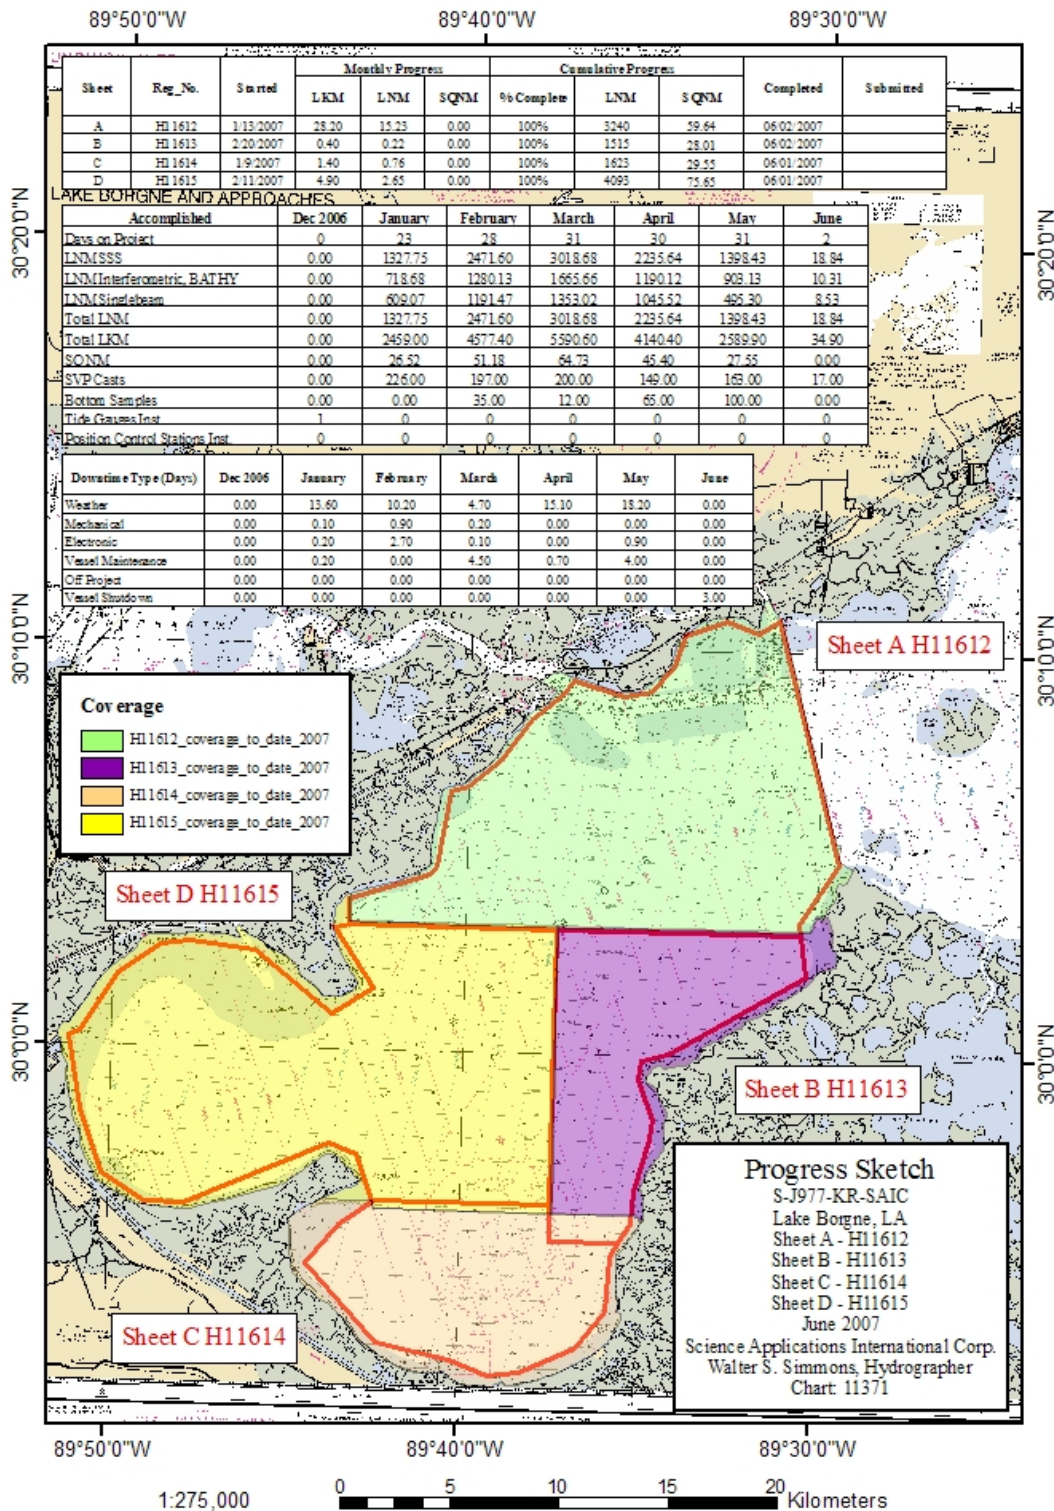 89°50'0"W 89°40'0"W 89°30'0"W
Sheet Reg_No. Started Monthly Progress Cumulative Progress Completed Submitted
LKM LNM SQNM % Complete LNM SQNM
A H11612 1/13/2007 28.20 15.23 0.00 100% 3240 59.64 06/02/2007
B H11613 2/20/2007 0.40 0.22 0.00 100% 1515 28.01 06/02/2007
C H11614 1/9/2007 1.40 0.76 0.00 100% 1623 29.55 06/01/2007
D H11615 2/11/2007 4.90 2.65 0.00 100% 4093 75.65 06/01/2007
LAKE BORGNE AND APPROACHES
Accomplished Dec 2006 January February March April May June
Days on Project 0 23 28 31 30 31 2
LNM SSS 0.00 1327.75 2471.60 3018.68 2235.64 1398.43 18.84
LNM Interferometric, BATHY 0.00 718.68 1280.13 1665.66 1190.12 903.13 10.31
LNM Singlebeam 0.00 609.07 1191.47 1353.02 1045.52 495.30 8.53
Total LNM 0.00 1327.75 2471.60 3018.68 2235.64 1398.43 18.84
Total LKM 0.00 2459.00 4577.40 5590.60 4140.40 2589.90 34.90
SQNM 0.00 26.52 51.18 64.73 45.40 27.55 0.00
SVP Casts 0.00 226.00 197.00 200.00 149.00 163.00 17.00
Bottom Samples 0.00 0.00 35.00 12.00 65.00 100.00 0.00
Tide Gauges Inst. 1 0 0 0 0 0 0
Position Control Stations Inst. 0 0 0 0 0 0 0
Downtime Type (Days) Dec 2006 January February March April May June
Weather 0.00 13.60 10.20 4.70 15.10 18.20 0.00
Mechanical 0.00 0.10 0.90 0.20 0.00 0.00 0.00
Electronic 0.00 0.20 2.70 0.10 0.00 0.90 0.00
Vessel Maintenance 0.00 0.20 0.00 4.50 0.70 4.00 0.00
Off Project 0.00 0.00 0.00 0.00 0.00 0.00 0.00
Vessel Shutdown 0.00 0.00 0.00 0.00 0.00 0.00 3.00
30°20'0"N
30°20'0"N
30°10'0"N
30°10'0"N
Sheet A H11612
Coverage
H11612_coverage_to_date_2007
H11613_coverage_to_date_2007
H11614_coverage_to_date_2007
H11615_coverage_to_date_2007
Sheet D H11615
30°0'0"N
30°0'0"N
Sheet B H11613
Sheet C H11614
Progress Sketch
S-J977-KR-SAIC
Lake Borgne, LA
Sheet A - H11612
Sheet B - H11613
Sheet C - H11614
Sheet D - H11615
June 2007
Science Applications International Corp.
Walter S. Simmons, Hydrographer
Chart: 11371
89°50'0"W 89°40'0"W 89°30'0"W
1:275,000 0 5 10 15 20 Kilometers